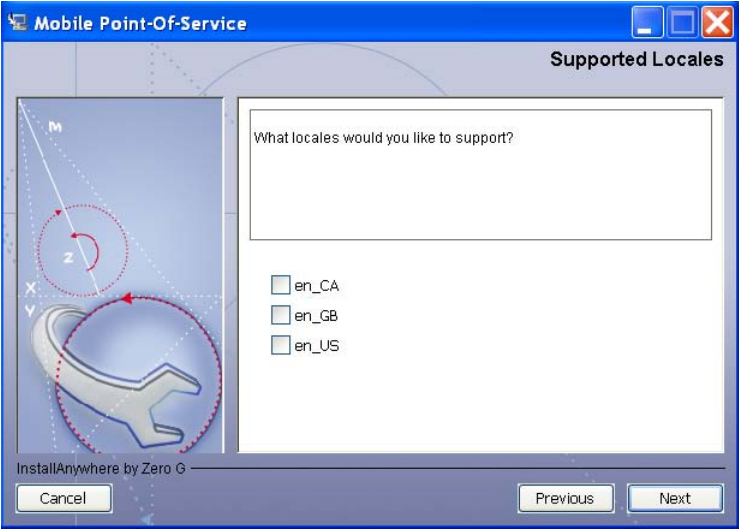 Mobile Point-Of-Service
Supported Locales
M
Z
X
Y
What locales would you like to support?
en_CA
en_GB
en_US
InstallAnywhere by Zero G
Cancel
Previous
Next